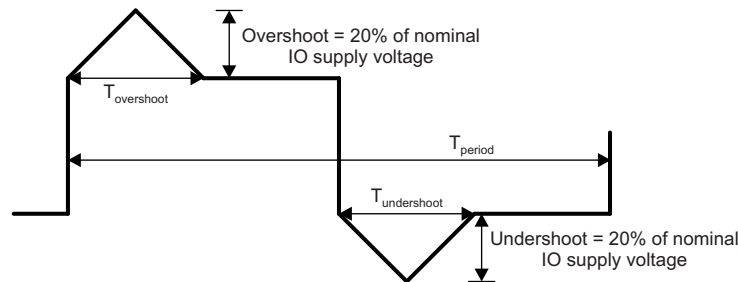 Overshoot = 20% of nominal
IO supply voltage
Tovershoot
Tperiod
Tundershoot
Undershoot = 20% of nominal
IO supply voltage